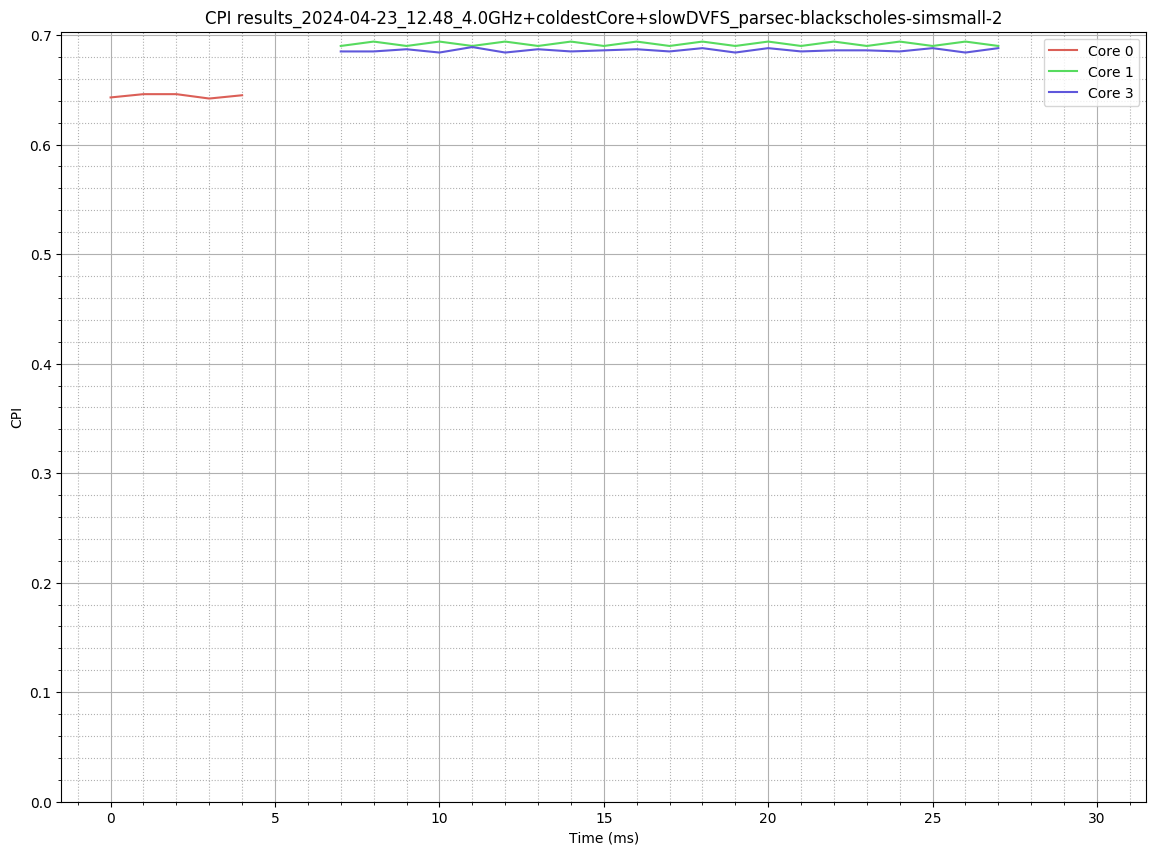 CPI results_2024-04-23_12.48_4.0GHz+coldestCore+slowDVFS_parsec-blackscholes-simsmall-2
Core 0
Core 1
Core 3
0.7
0.6
0.5
0.4
0.3
0.2
0.1
0.0
CPI
0 5 10 15 20 25 30
Time (ms)